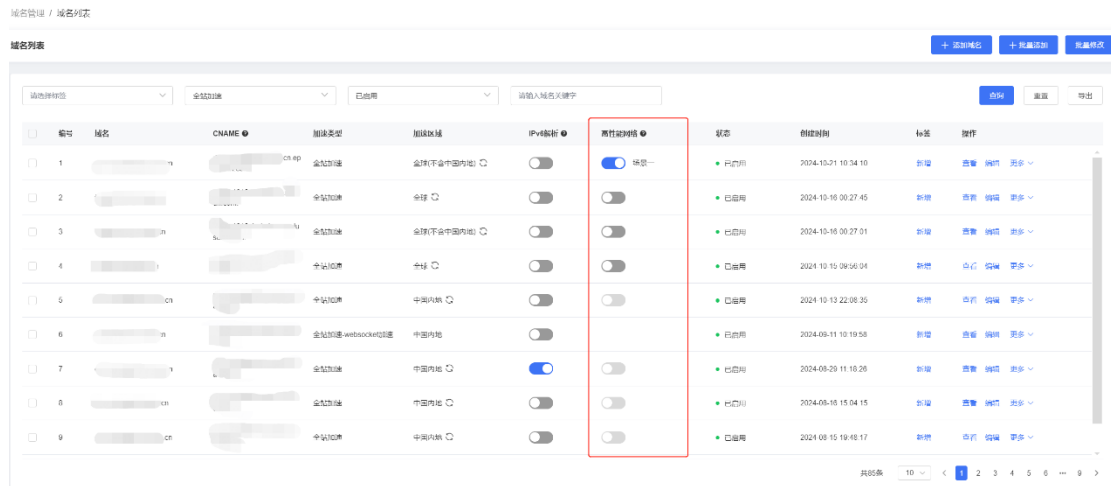 域名管理 / 域名列表
域名列表
+ 添加域名 + 批量添加 批量修改
请选择标签 全站加速 已启用 请输入域名关键字 查询 重置 导出
编号 域名 CNAME 加速类型 加速区域 IPv6解析 高性能网络 状态 创建时间 标签 操作
1 cn.ep 全站加速 全球(不含中国内地) 场景一 已启用 2024-10-21 10:34:10 新增 查看 编辑 更多
2 全站加速 全球 已启用 2024-10-16 00:27:45 新增 查看 编辑 更多
3 全站加速 全球(不含中国内地) 已启用 2024-10-16 00:27:01 新增 查看 编辑 更多
4 全站加速 全球 已启用 2024-10-15 09:56:04 新增 查看 编辑 更多
5 cn 全站加速 中国内地 已启用 2024-10-13 22:08:35 新增 查看 编辑 更多
6 全站加速-websocket加速 中国内地 已启用 2024-09-11 10:19:58 新增 查看 编辑 更多
7 全站加速 中国内地 已启用 2024-08-29 11:18:26 新增 查看 编辑 更多
8 cn 全站加速 中国内地 已启用 2024-08-16 15:04:15 新增 查看 编辑 更多
9 .cn 全站加速 中国内地 已启用 2024-08-15 19:48:17 新增 查看 编辑 更多
共85条 10 < 1 2 3 4 5 6 ... 9 >